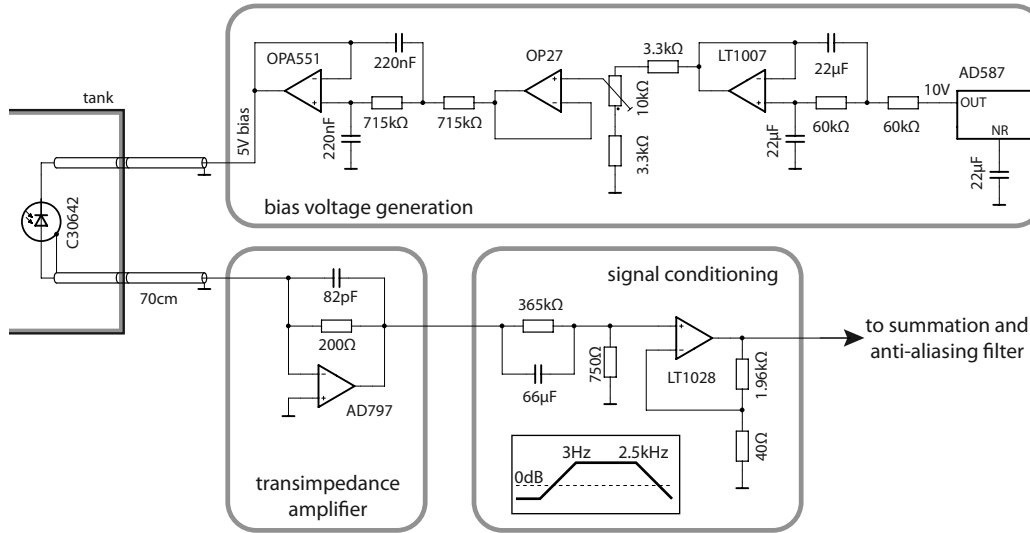 tank
5V bias
OPA551
220nF
220nF
715kΩ
715kΩ
OP27
+
−
3.3kΩ
10kΩ
3.3kΩ
LT1007
22µF
22µF
60kΩ
60kΩ
10V
AD587
OUT
NR
22µF
bias voltage generation
C30642
70cm
82pF
200Ω
−
+
AD797
transimpedance
amplifier
signal conditioning
365kΩ
66µF
750Ω
+
−
LT1028
1.96kΩ
40Ω
0dB
3Hz
2.5kHz
to summation and
anti-aliasing filter